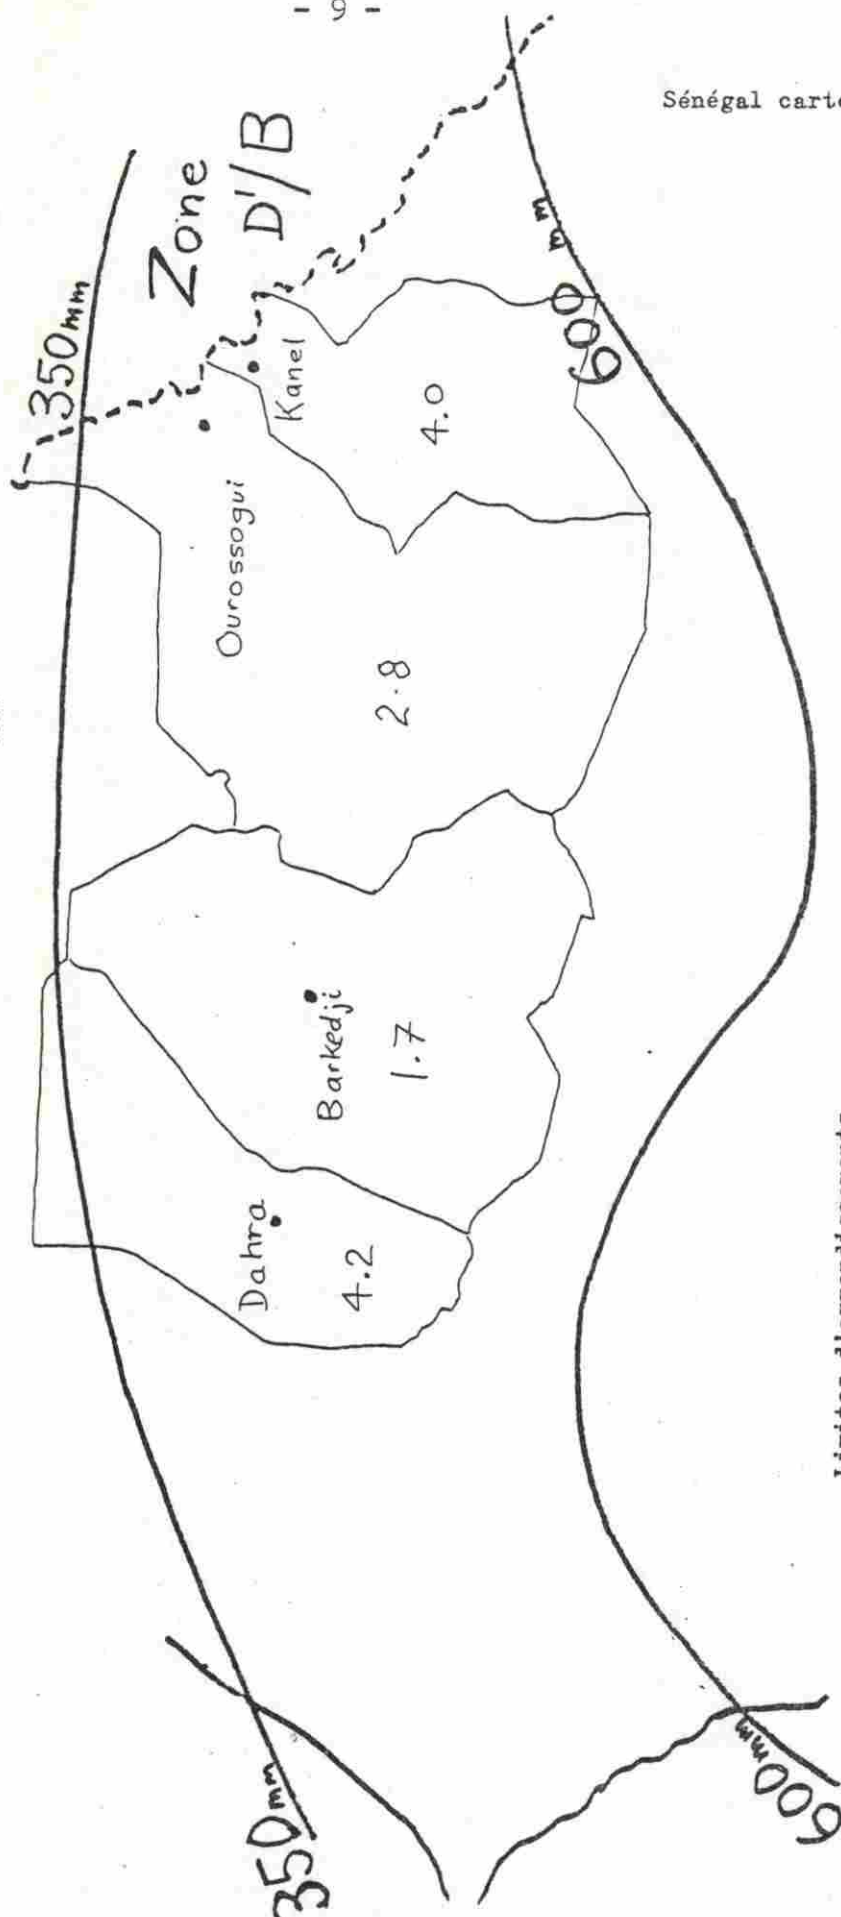 - 9 -
Sénégal
350mm
Zone
D'/B
Kanel
4.0
600 mm
Ourossogui
2.8
Barkedji
1.7
Dahra
4.2
350mm
600mm